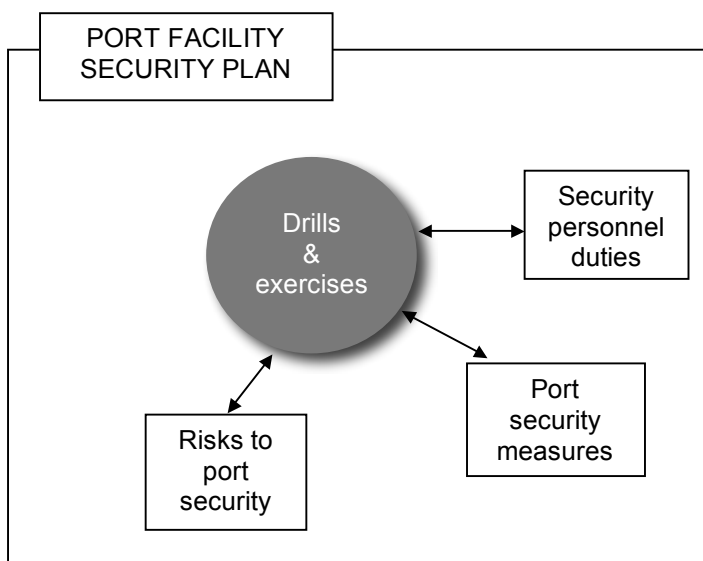 PORT FACILITY
SECURITY PLAN
Drills
&
exercises
Security
personnel
duties
Port
security
measures
Risks to
port
security